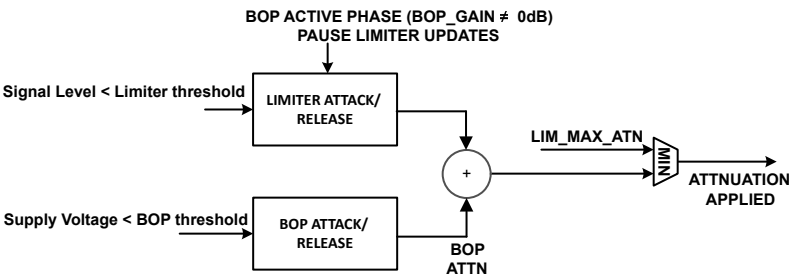 BOP ACTIVE PHASE (BOP_GAIN ≠ 0dB)
PAUSE LIMITER UPDATES
Signal Level < Limiter threshold
LIMITER ATTACK/
RELEASE
LIM_MAX_ATN
MIN
+
ATTNUATION
APPLIED
Supply Voltage < BOP threshold
BOP ATTACK/
RELEASE
BOP
ATTN